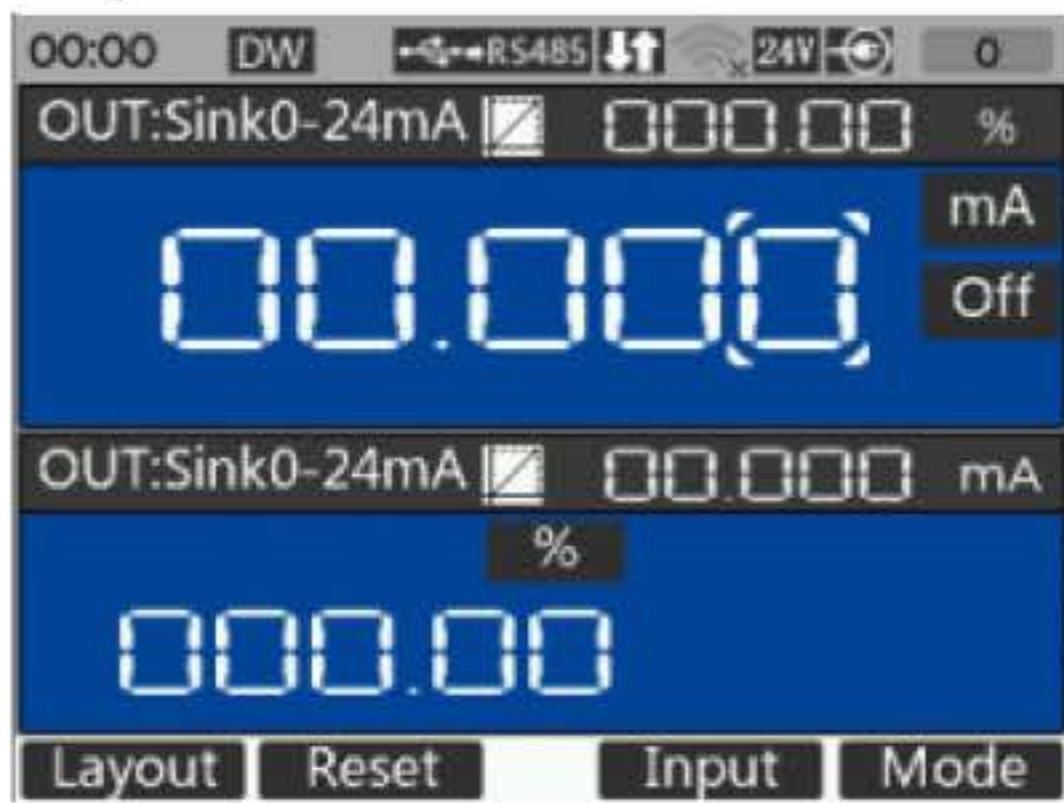 00:00 DW RS485 24V 0
OUT:Sink0-24mA 000.00 %
00.000 mA
Off
OUT:Sink0-24mA 00.000 mA
%
000.00
Layout Reset Input Mode